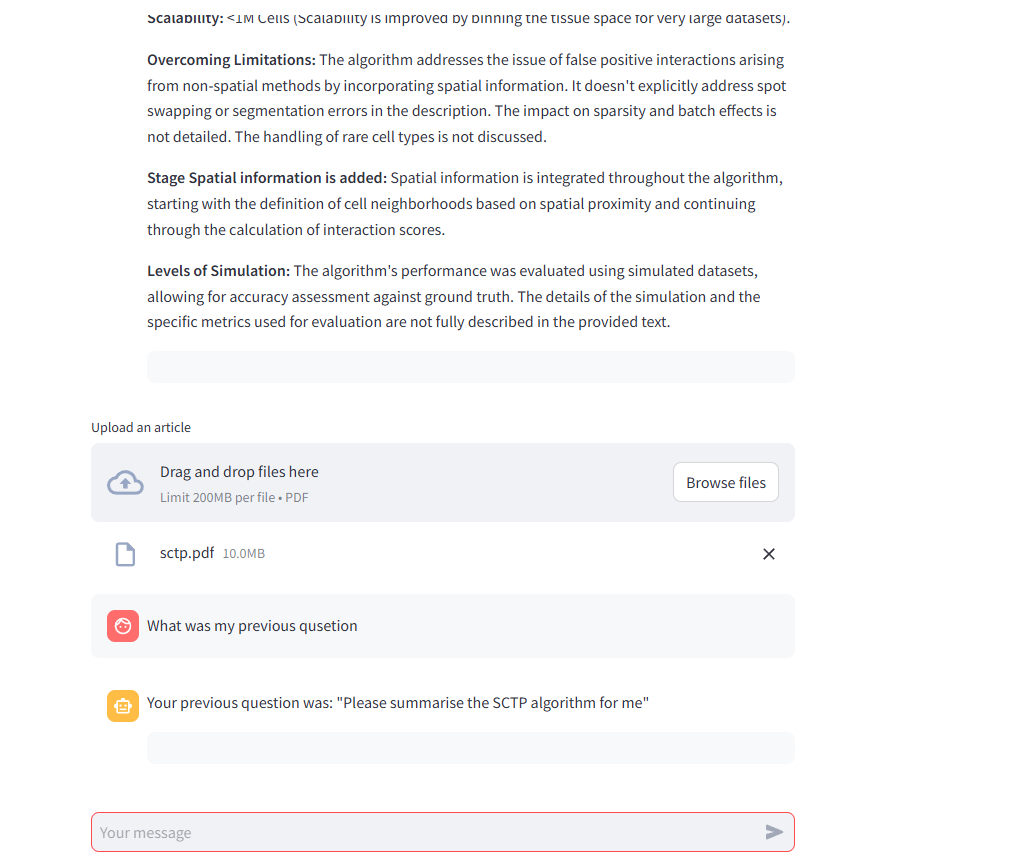 Scalability: <1M Cells (Scalability is improved by binning the tissue space for very large datasets).
Overcoming Limitations: The algorithm addresses the issue of false positive interactions arising
from non-spatial methods by incorporating spatial information. It doesn't explicitly address spot
swapping or segmentation errors in the description. The impact on sparsity and batch effects is
not detailed. The handling of rare cell types is not discussed.
Stage Spatial information is added: Spatial information is integrated throughout the algorithm,
starting with the definition of cell neighborhoods based on spatial proximity and continuing
through the calculation of interaction scores.
Levels of Simulation: The algorithm's performance was evaluated using simulated datasets,
allowing for accuracy assessment against ground truth. The details of the simulation and the
specific metrics used for evaluation are not fully described in the provided text.
Upload an article
Drag and drop files here
Limit 200MB per file • PDF
Browse files
sctp.pdf 10.0MB
What was my previous qusetion
Your previous question was: "Please summarise the SCTP algorithm for me"
Your message